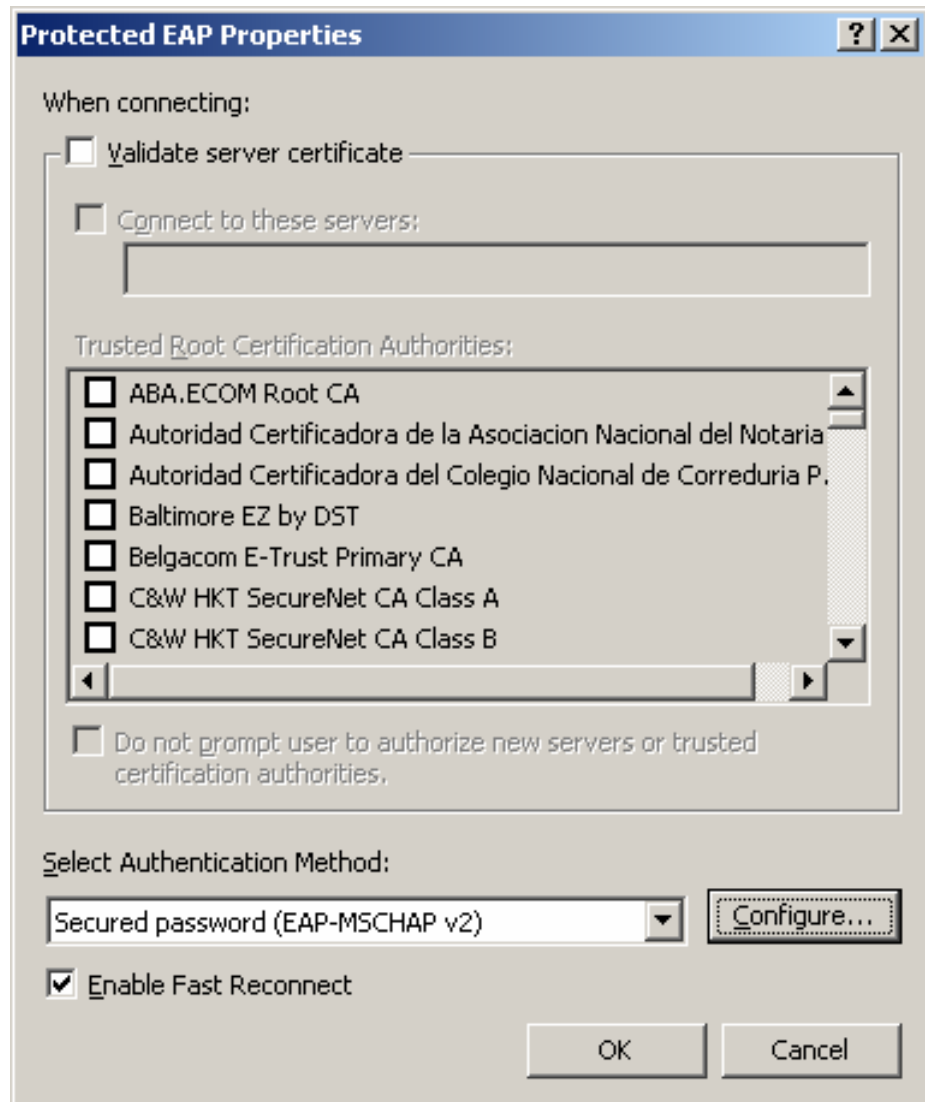 Protected EAP Properties
When connecting:
Validate server certificate
Connect to these servers:
Trusted Root Certification Authorities:
ABA.ECOM Root CA
Autoridad Certificadora de la Asociacion Nacional del Notaria
Autoridad Certificadora del Colegio Nacional de Correduria P.
Baltimore EZ by DST
Belgacom E-Trust Primary CA
C&W HKT SecureNet CA Class A
C&W HKT SecureNet CA Class B
Do not prompt user to authorize new servers or trusted
certification authorities.
Select Authentication Method:
Secured password (EAP-MSCHAP v2)
Configure...
Enable Fast Reconnect
OK Cancel